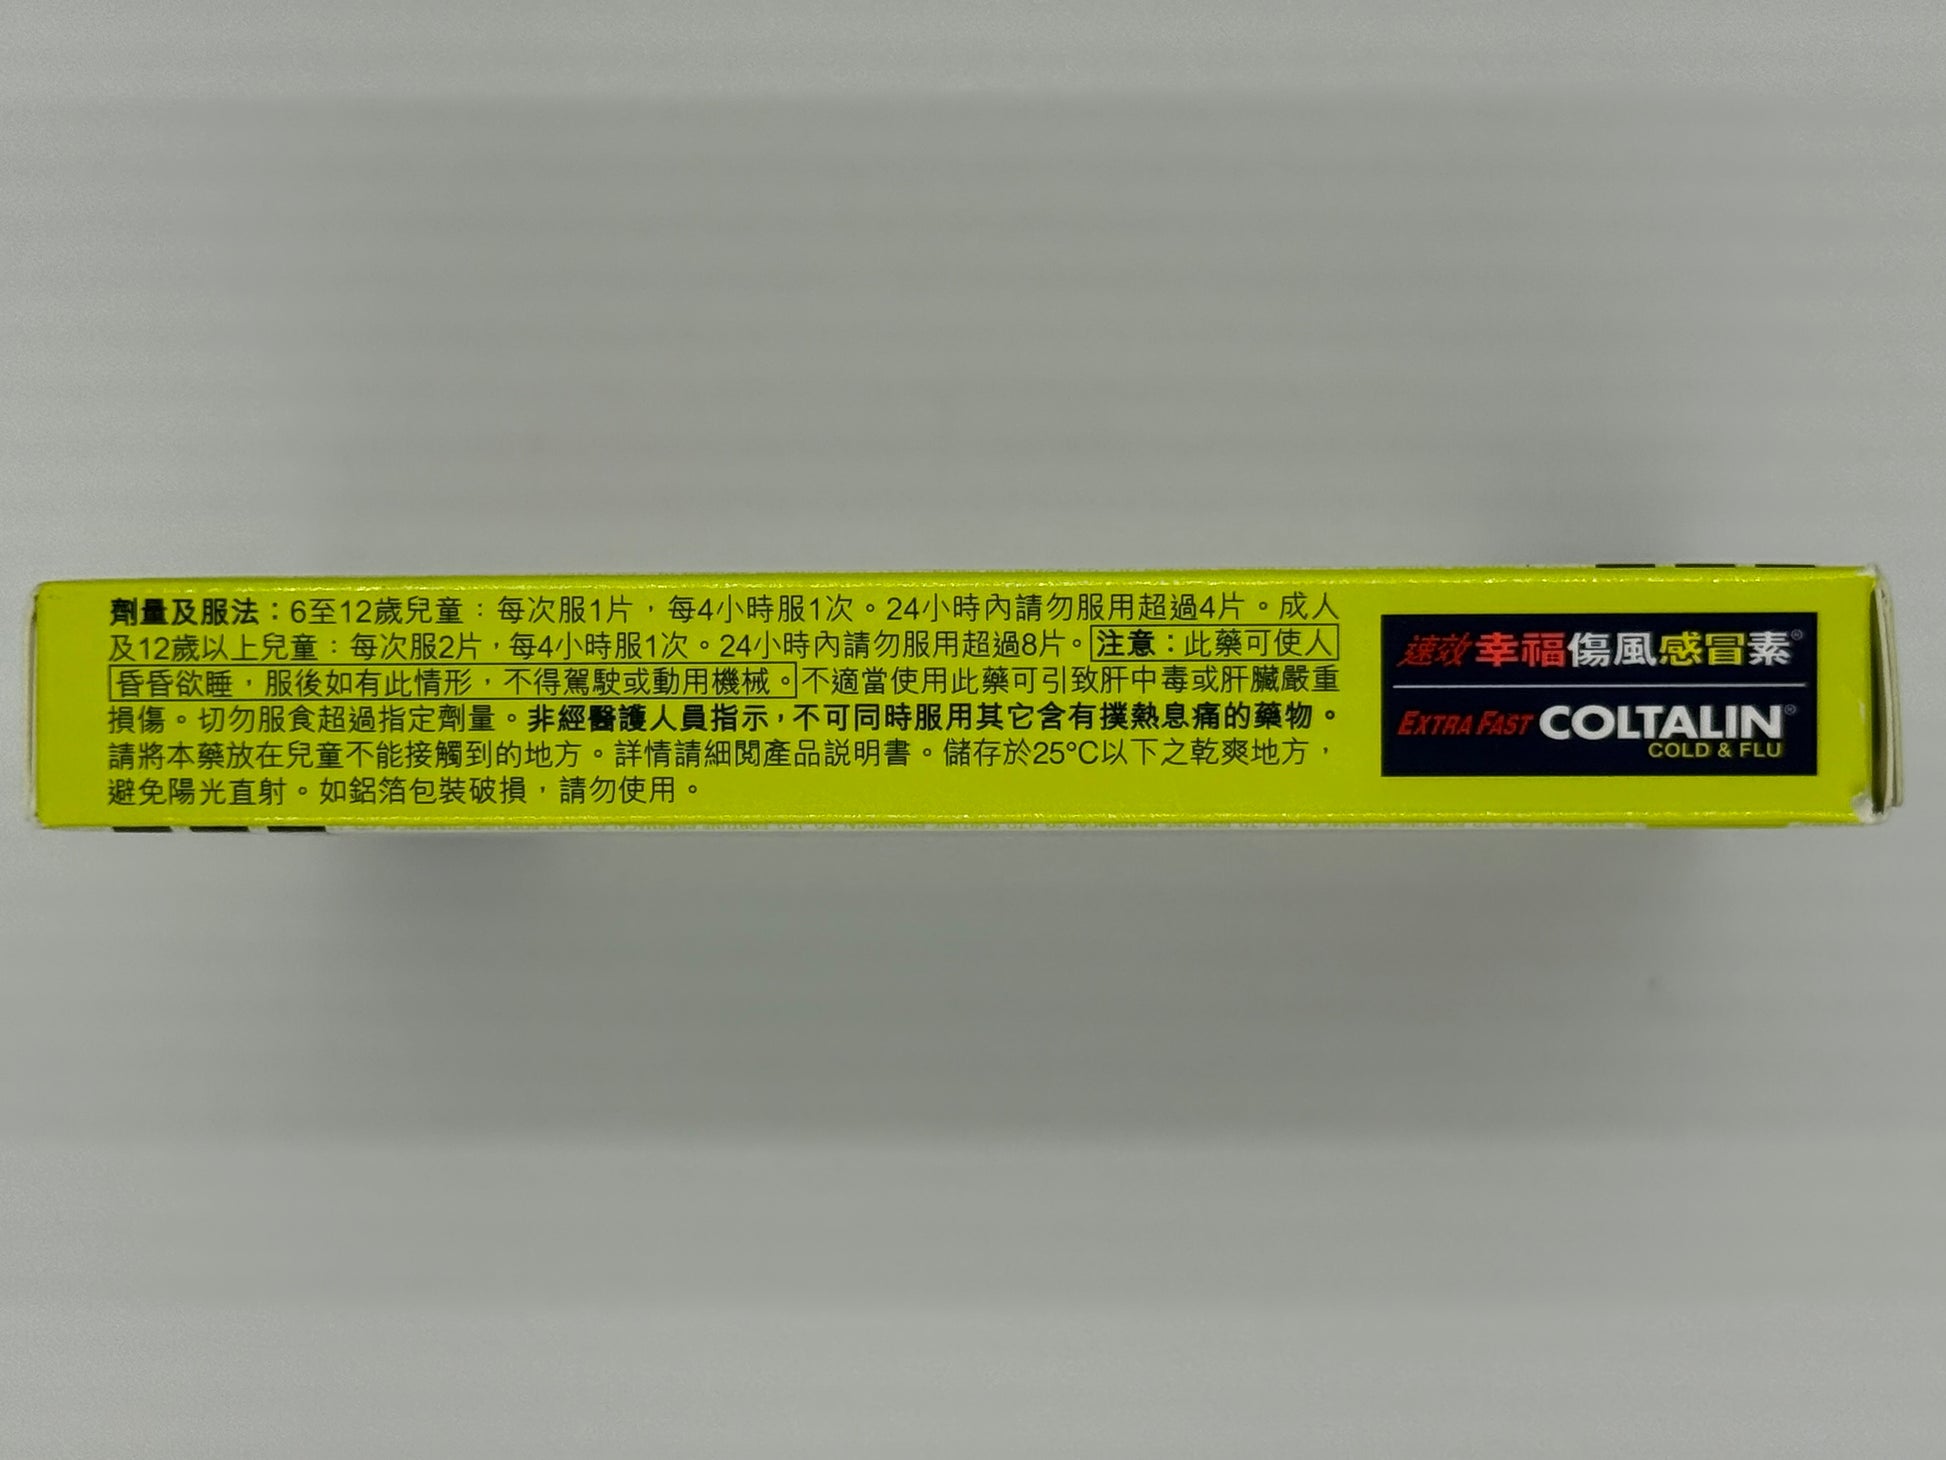 劑量及服法：6至12歲兒童：每次服1片，每4小時服1次。24小時內請勿服用超過4片。成人
及12歲以上兒童：每次服2片，每4小時服1次。24小時內請勿服用超過8片。注意：此藥可使人
昏昏欲睡，服後如有此情形，不得駕駛或動用機械。不適當使用此藥可引致肝中毒或肝臟嚴重
損傷。切勿服食超過指定劑量。非經醫護人員指示，不可同時服用其它含有撲熱息痛的藥物。
請將本藥放在兒童不能接觸到的地方。詳情請細閱產品説明書。儲存於25°C以下之乾爽地方，
避免陽光直射。如鋁箔包裝破損，請勿使用。
速效 幸福傷風感冒素®
EXTRA FAST COLTALIN®
COLD & FLU